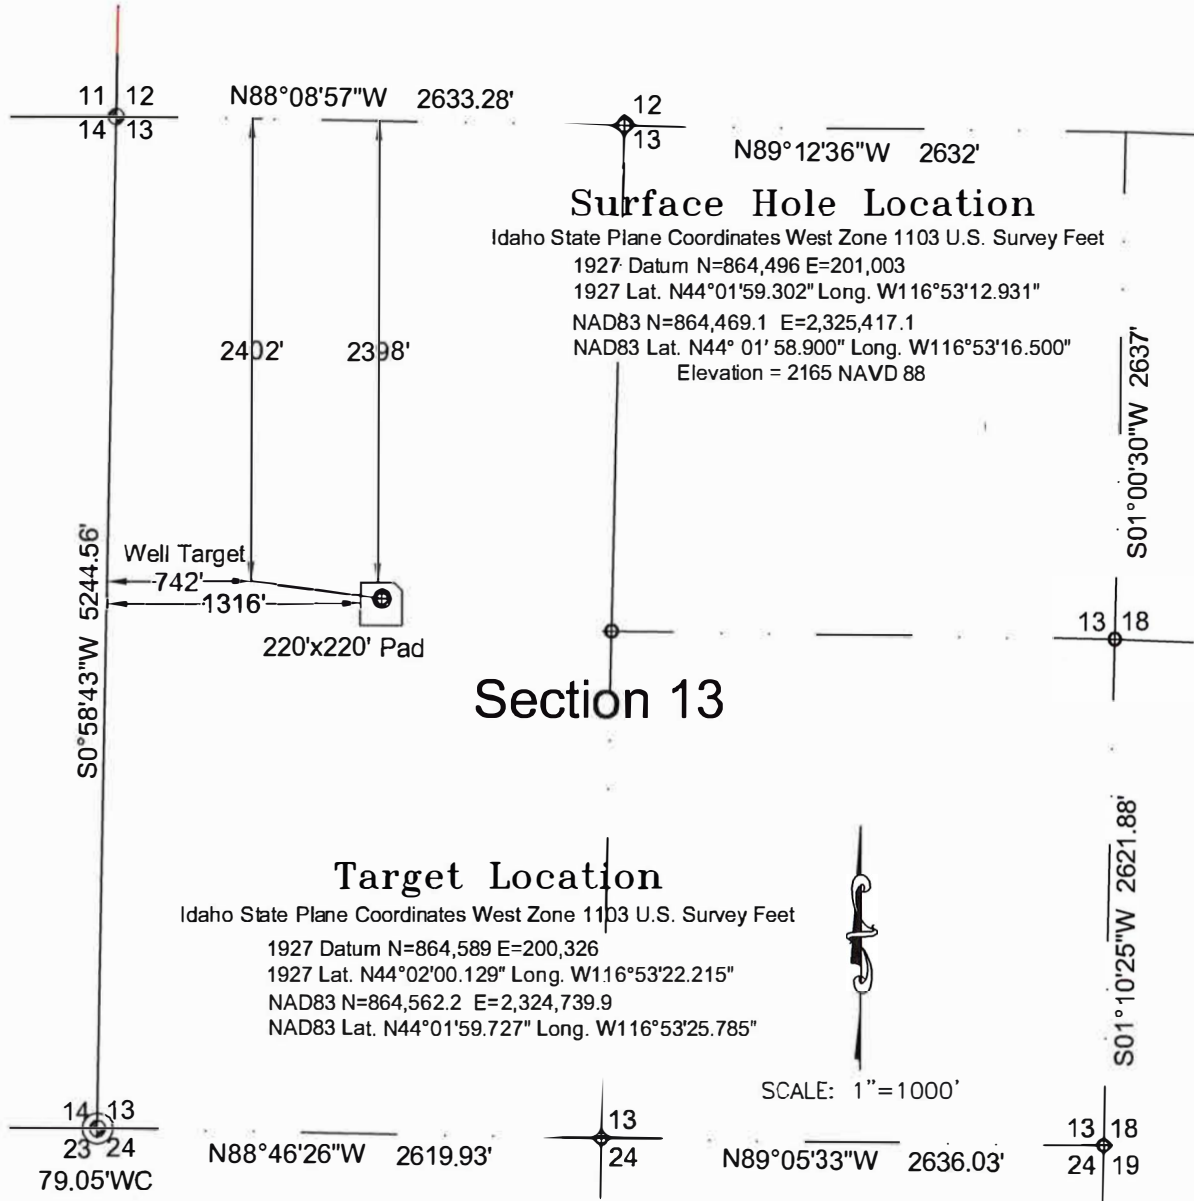 11 12
14 13
N88°08'57"W 2633.28'
12
13
N89°12'36"W 2632'
Surface Hole Location
Idaho State Plane Coordinates West Zone 1103 U.S. Survey Feet
1927 Datum N=864,496 E=201,003
1927 Lat. N44°01'59.302" Long. W116°53'12.931"
NAD83 N=864,469.1 E=2,325,417.1
NAD83 Lat. N44° 01' 58.900" Long. W116°53'16.500"
Elevation = 2165 NAVD 88
2402'
2398'
S01°00'30"W 2637'
S0°58'43"W 5244.56'
Well Target
742'
1316'
220'x220' Pad
13 18
Section 13
Target Location
Idaho State Plane Coordinates West Zone 1103 U.S. Survey Feet
1927 Datum N=864,589 E=200,326
1927 Lat. N44°02'00.129" Long. W116°53'22.215"
NAD83 N=864,562.2 E=2,324,739.9
NAD83 Lat. N44°01'59.727" Long. W116°53'25.785"
S01°10'25"W 2621.88'
SCALE: 1"=1000'
14 13
23 24
79.05'WC
N88°46'26"W 2619.93'
13
24
N89°05'33"W 2636.03'
13 18
24 19